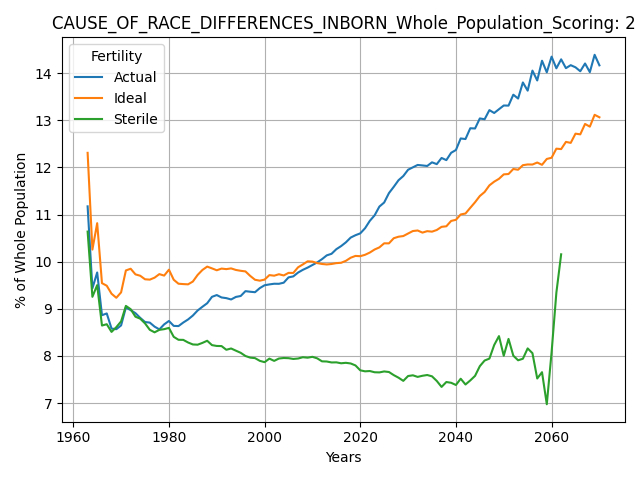 CAUSE_OF_RACE_DIFFERENCES_INBORN_Whole_Population_Scoring: 2
Fertility
Actual
Ideal
Sterile
% of Whole Population
14
13
12
11
10
9
8
7
1960 1980 2000 2020 2040 2060
Years